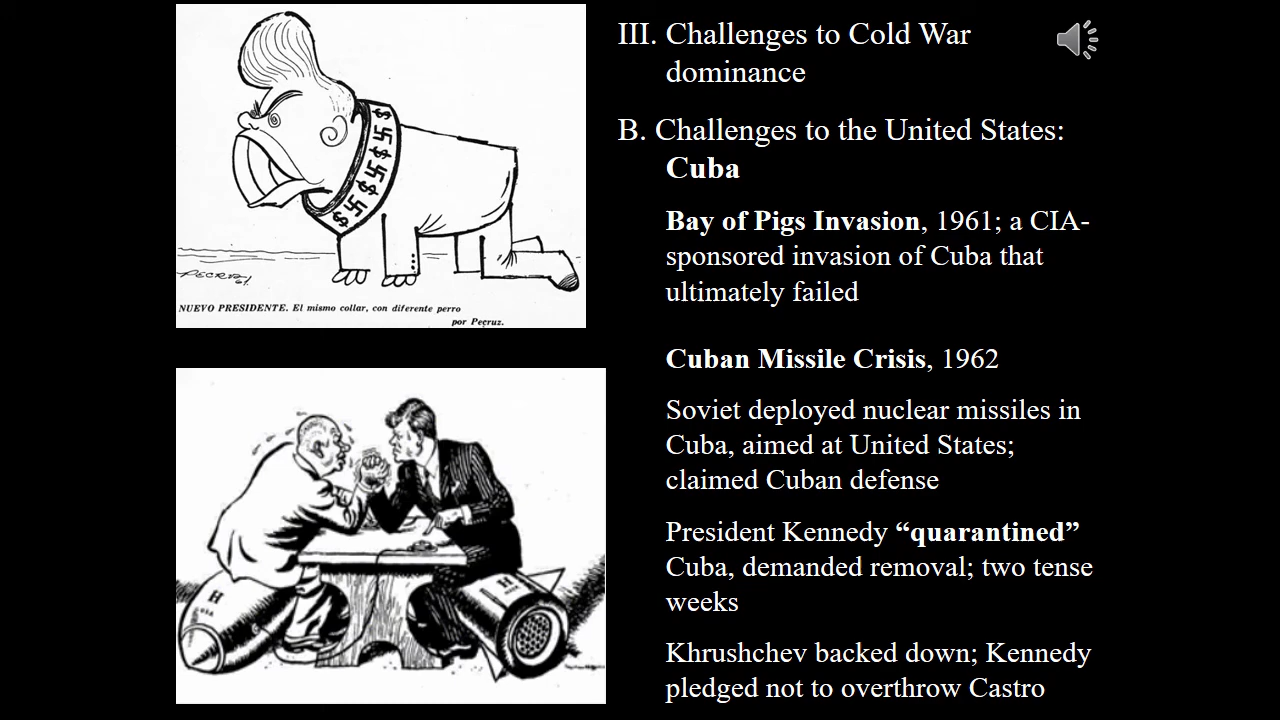 III. Challenges to Cold War
dominance
B. Challenges to the United States:
Cuba
Bay of Pigs Invasion, 1961; a CIA-
sponsored invasion of Cuba that
ultimately failed
Cuban Missile Crisis, 1962
Soviet deployed nuclear missiles in
Cuba, aimed at United States;
claimed Cuban defense
President Kennedy “quarantined”
Cuba, demanded removal; two tense
weeks
Khrushchev backed down; Kennedy
pledged not to overthrow Castro
$ $ $ $
PECRUZ
61
NUEVO PRESIDENTE. El mismo collar, con diferente perro
por Pecruz.
H
H